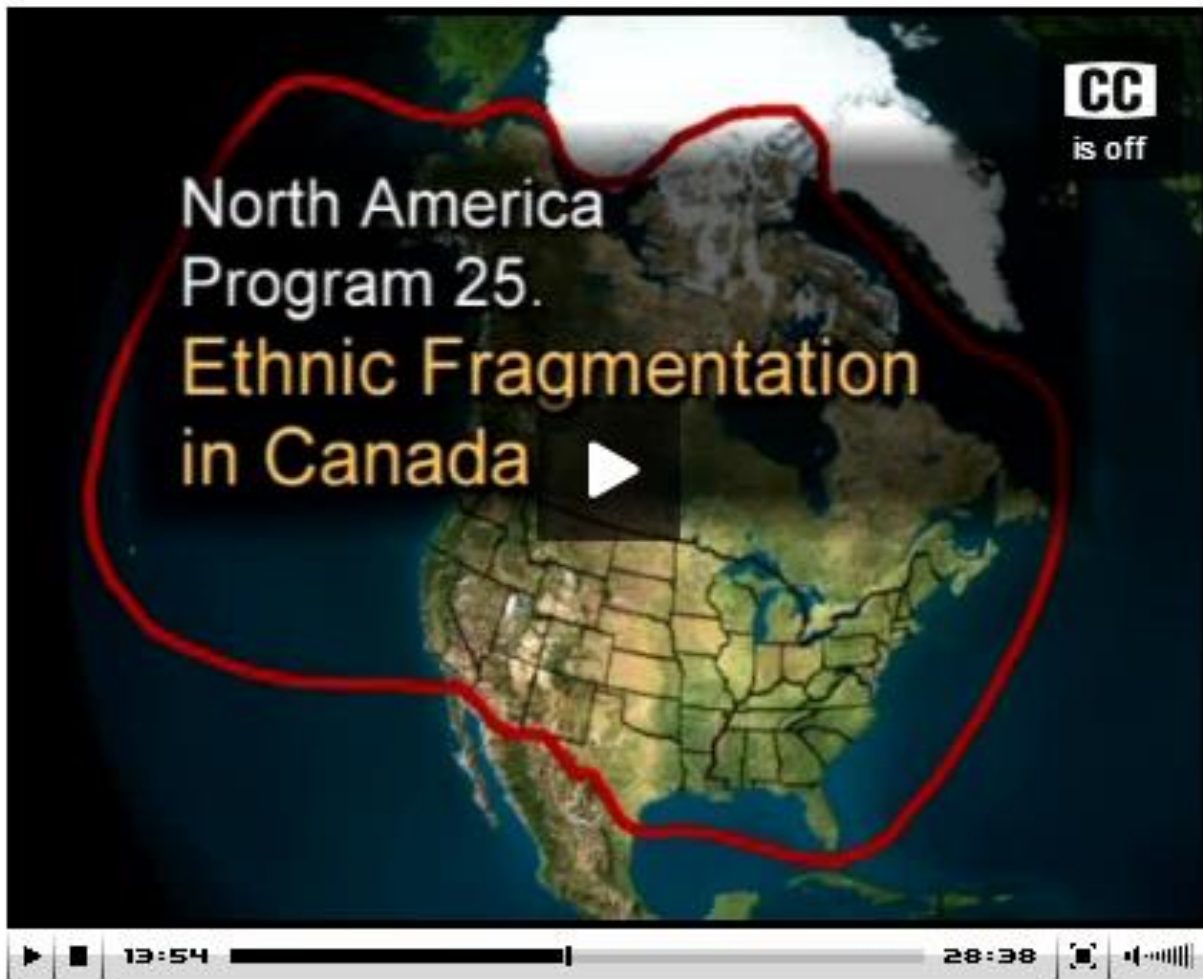 CC
is off
North America
Program 25.
Ethnic Fragmentation
in Canada
13:54 28:38